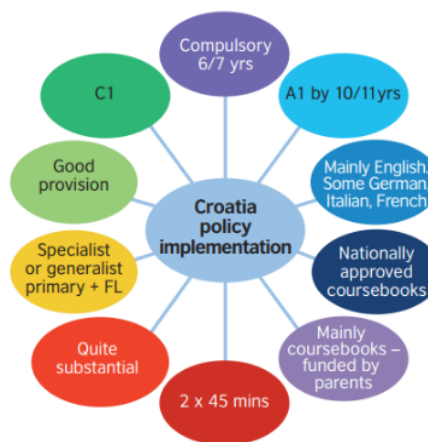 Compulsory
6/7 yrs
C1
A1 by 10/11yrs
Good
provision
Mainly English.
Some German,
Italian, French
Croatia
policy
implementation
Specialist
or generalist
primary + FL
Nationally
approved
coursebooks
Quite
substantial
Mainly
coursebooks –
funded by
parents
2 x 45 mins